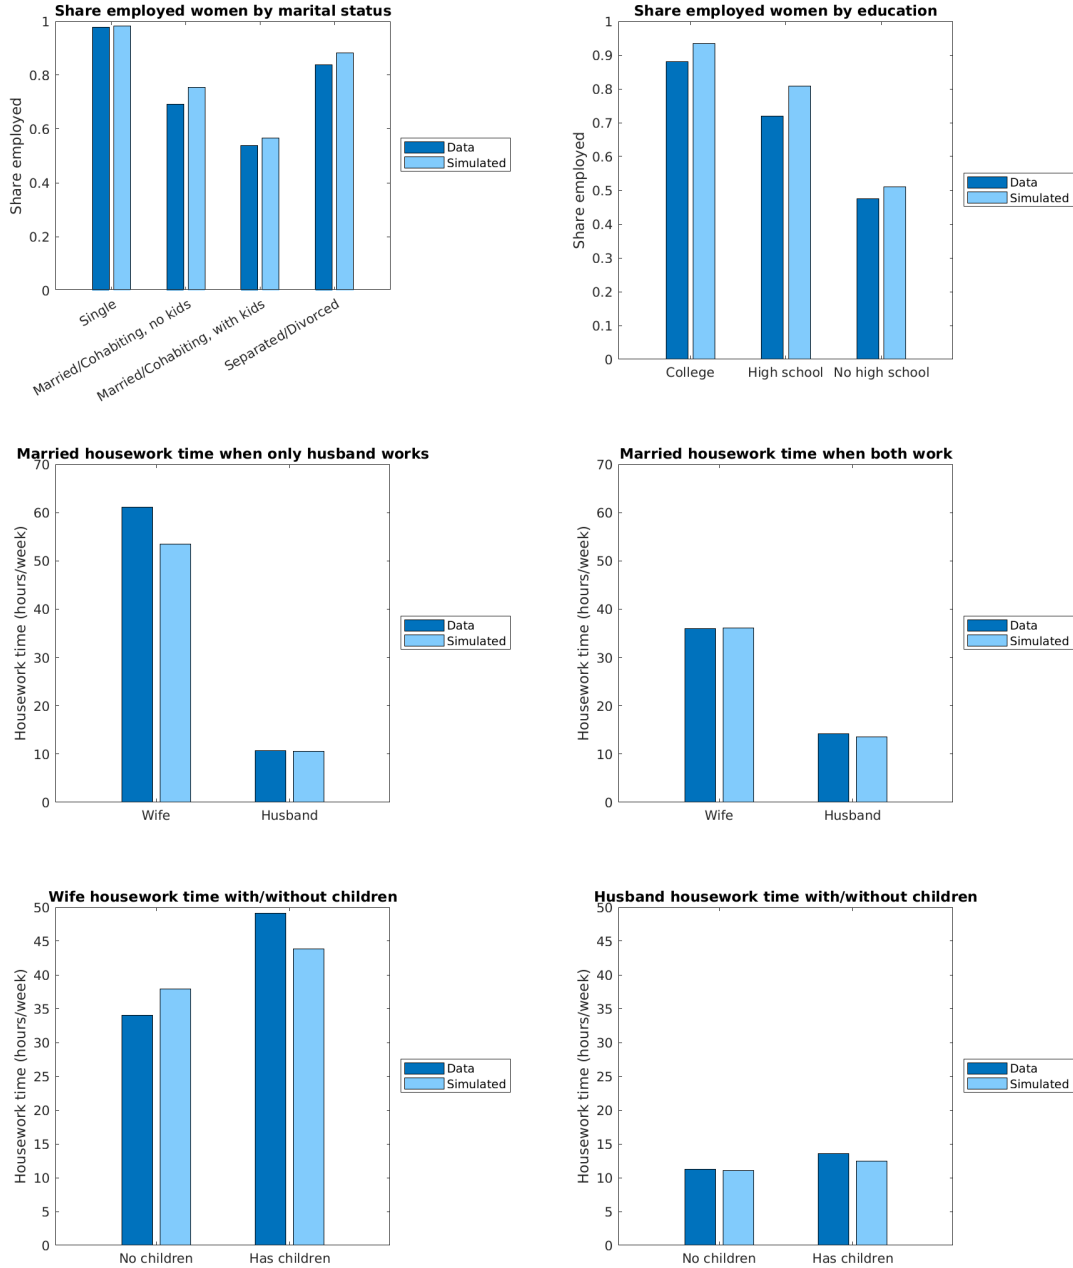 Share employed women by marital status
1
0.8
0.6
0.4
0.2
0
Share employed
Single
Married/Cohabiting, no kids
Married/Cohabiting, with kids
Separated/Divorced
Data
Simulated
Share employed women by education
1
0.9
0.8
0.7
0.6
0.5
0.4
0.3
0.2
0.1
0
Share employed
College
High school
No high school
Data
Simulated
Married housework time when only husband works
70
60
50
40
30
20
10
0
Housework time (hours/week)
Wife
Husband
Data
Simulated
Married housework time when both work
70
60
50
40
30
20
10
0
Housework time (hours/week)
Wife
Husband
Data
Simulated
Wife housework time with/without children
50
45
40
35
30
25
20
15
10
5
0
Housework time (hours/week)
No children
Has children
Data
Simulated
Husband housework time with/without children
50
45
40
35
30
25
20
15
10
5
0
Housework time (hours/week)
No children
Has children
Data
Simulated